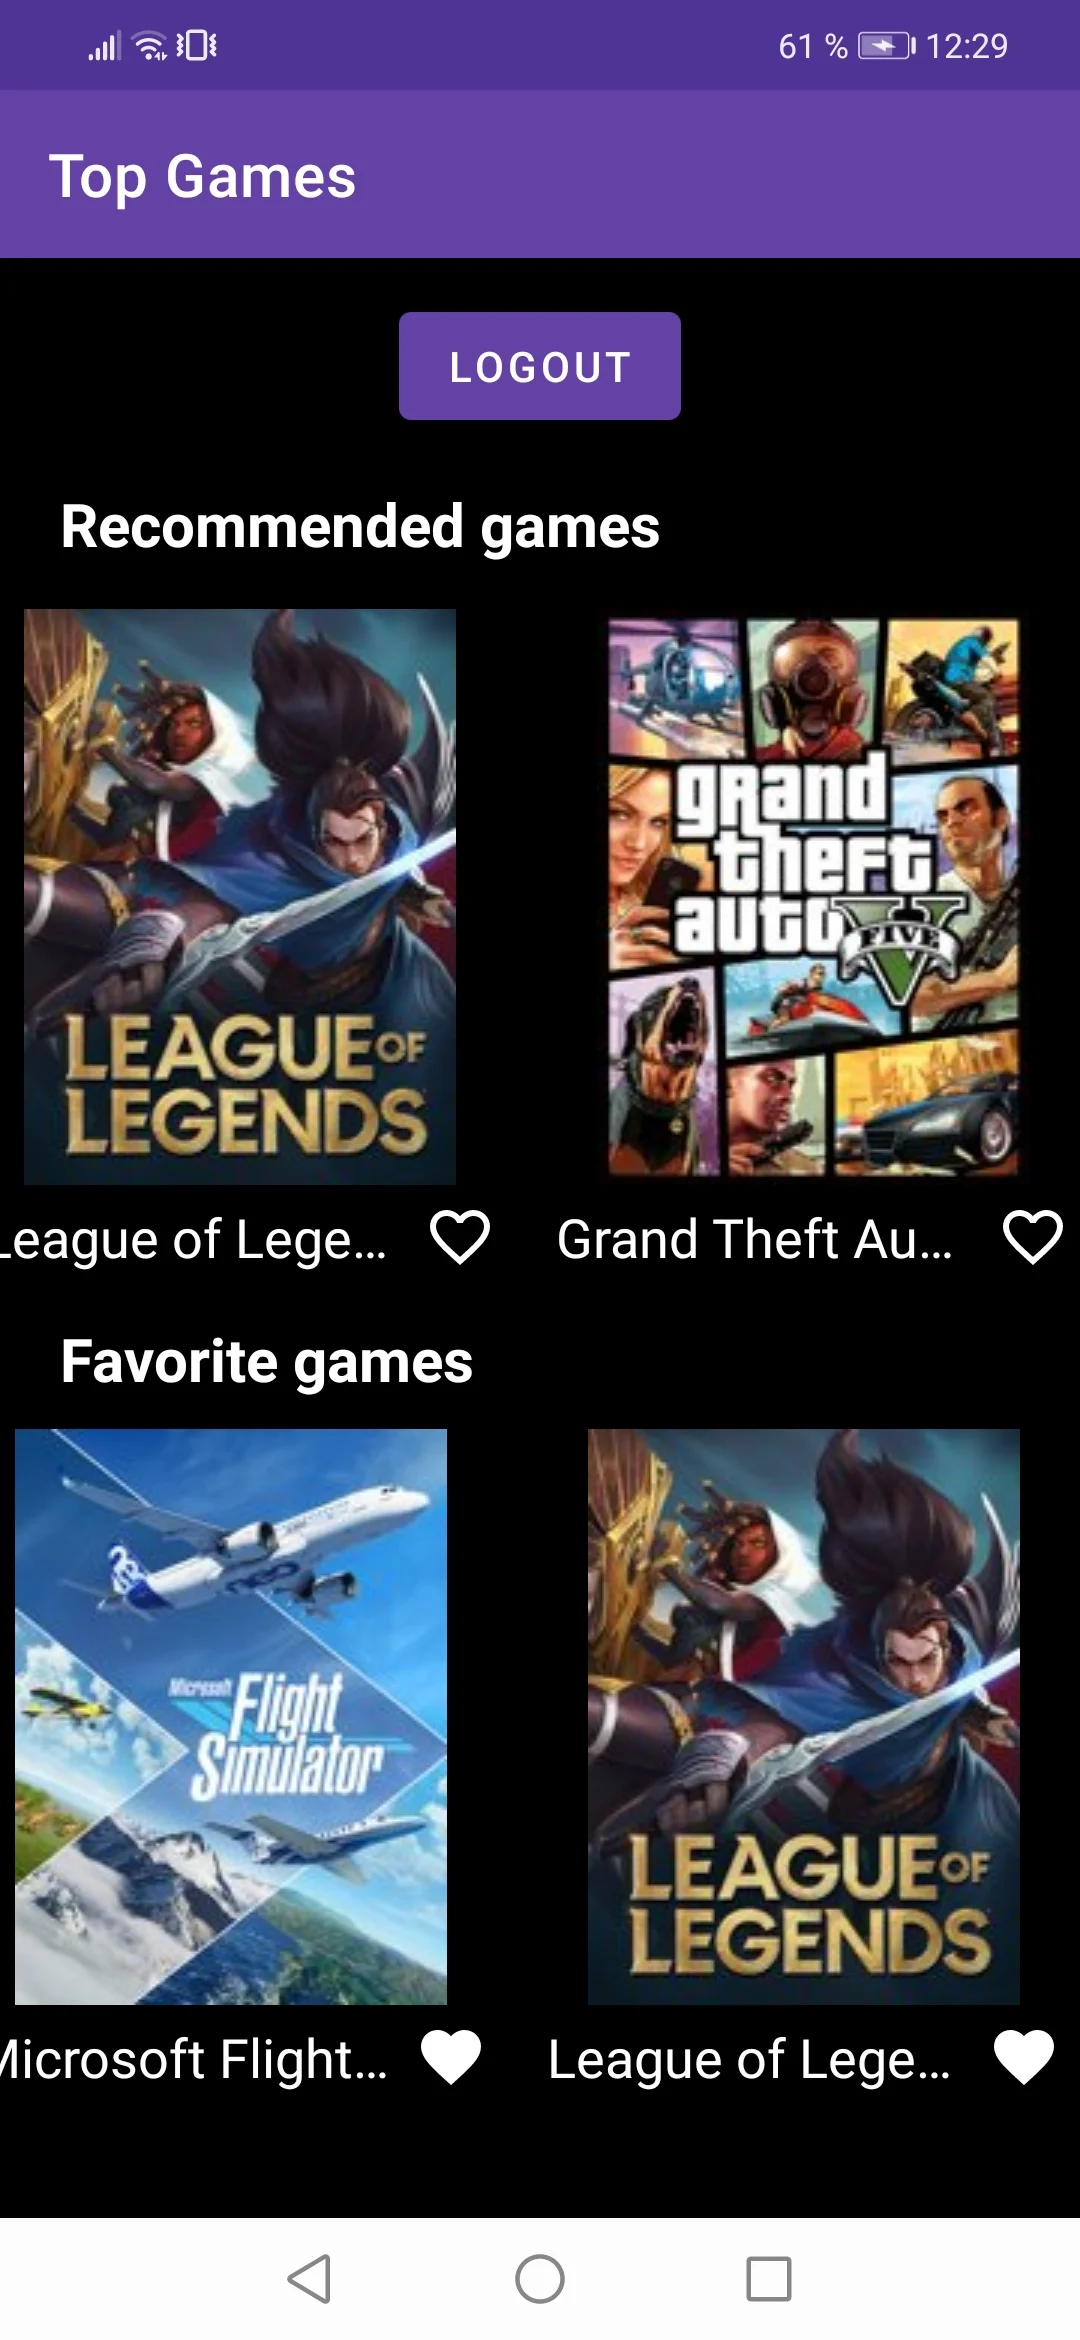 61 % 12:29
Top Games
LOGOUT
Recommended games
LEAGUE OF
LEGENDS
grand
theft
auto
FIVE
V
League of Lege...
Grand Theft Au...
Favorite games
Microsoft
Flight
Simulator
LEAGUE OF
LEGENDS
Microsoft Flight...
League of Lege...